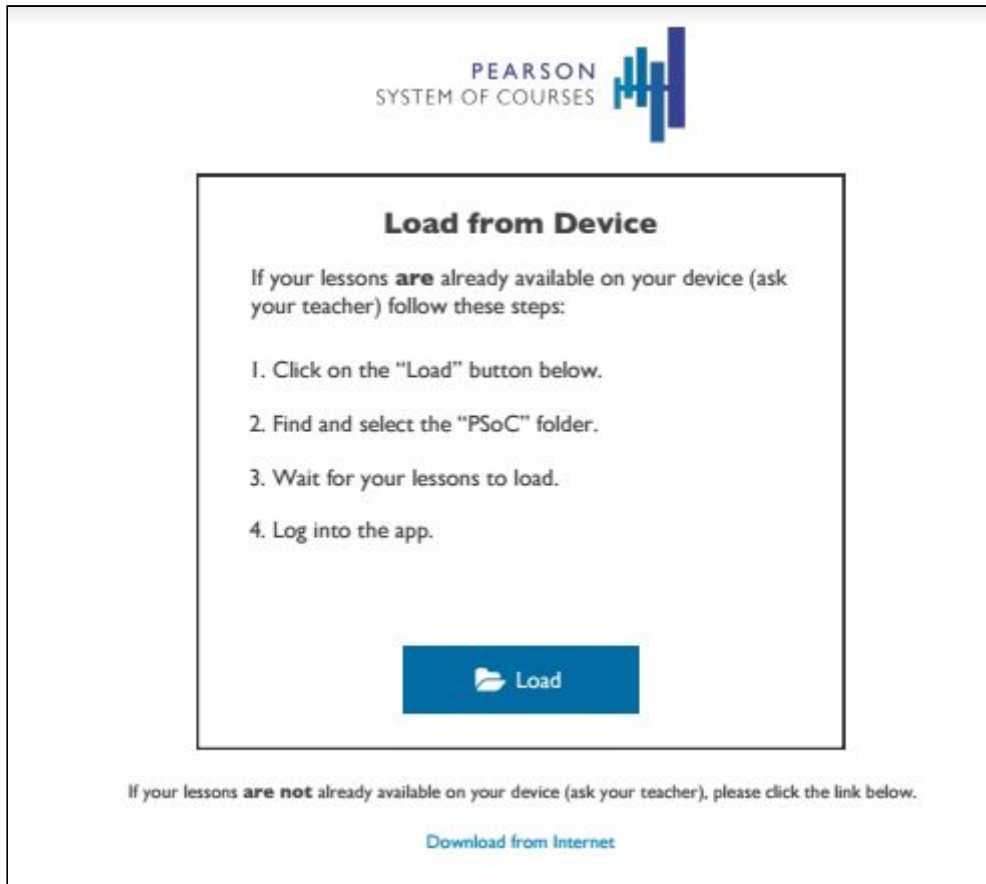 PEARSON
SYSTEM OF COURSES
Load from Device
If your lessons are already available on your device (ask
your teacher) follow these steps:
1. Click on the “Load” button below.
2. Find and select the “PSoC” folder.
3. Wait for your lessons to load.
4. Log into the app.
Load
If your lessons are not already available on your device (ask your teacher), please click the link below.
Download from Internet